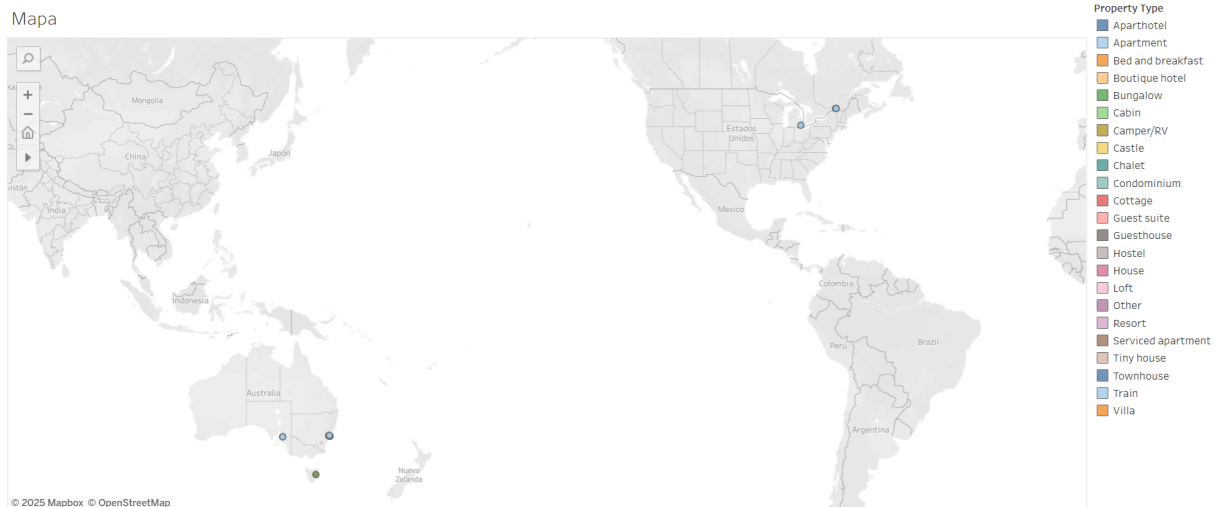 Mapa
Property Type
Aparthotel
Apartment
Bed and breakfast
Boutique hotel
Bungalow
Cabin
Camper/RV
Castle
Chalet
Condominium
Cottage
Guest suite
Guesthouse
Hostel
House
Loft
Other
Resort
Serviced apartment
Tiny house
Townhouse
Train
Villa
Mongolia
China
Japón
kistán
India
Indonesia
Australia
Nueva
Zelanda
Estados
Unidos
Mexico
Colombia
Perú
Brazil
Argentina
© 2025 Mapbox © OpenStreetMap